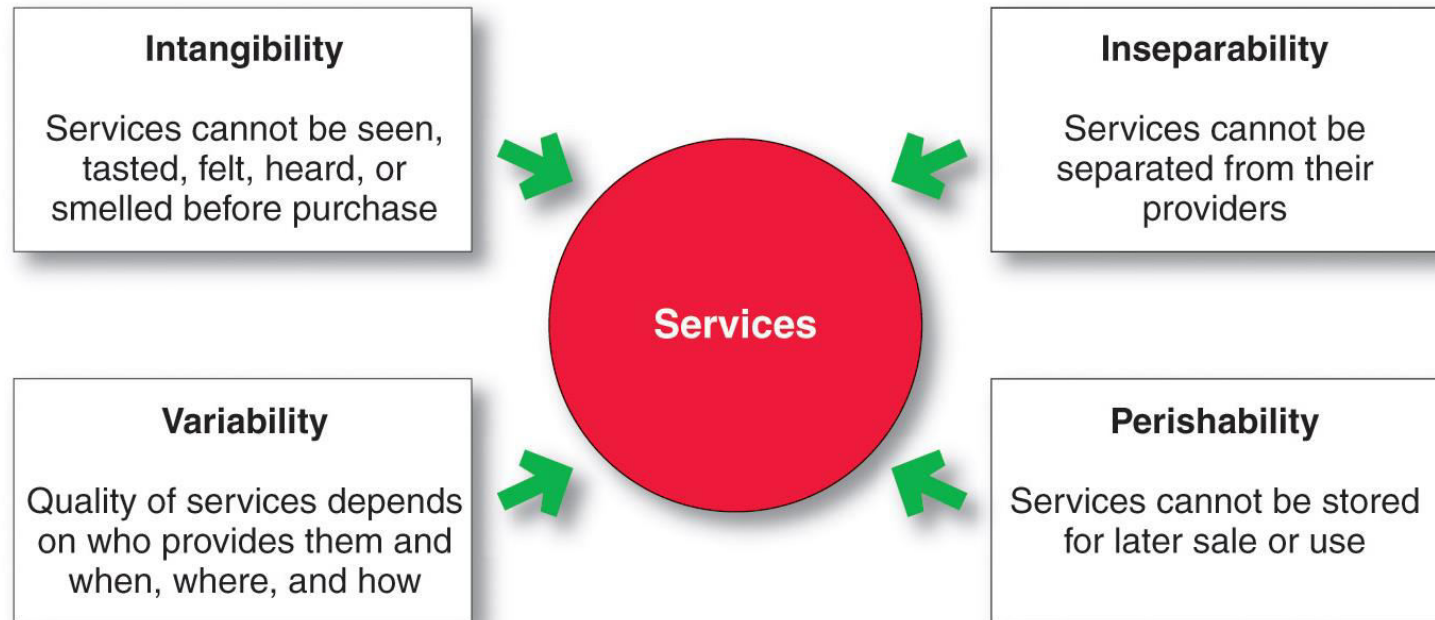 Intangibility
Services cannot be seen,
tasted, felt, heard, or
smelled before purchase
Inseparability
Services cannot be
separated from their
providers
Services
Variability
Quality of services depends
on who provides them and
when, where, and how
Perishability
Services cannot be stored
for later sale or use